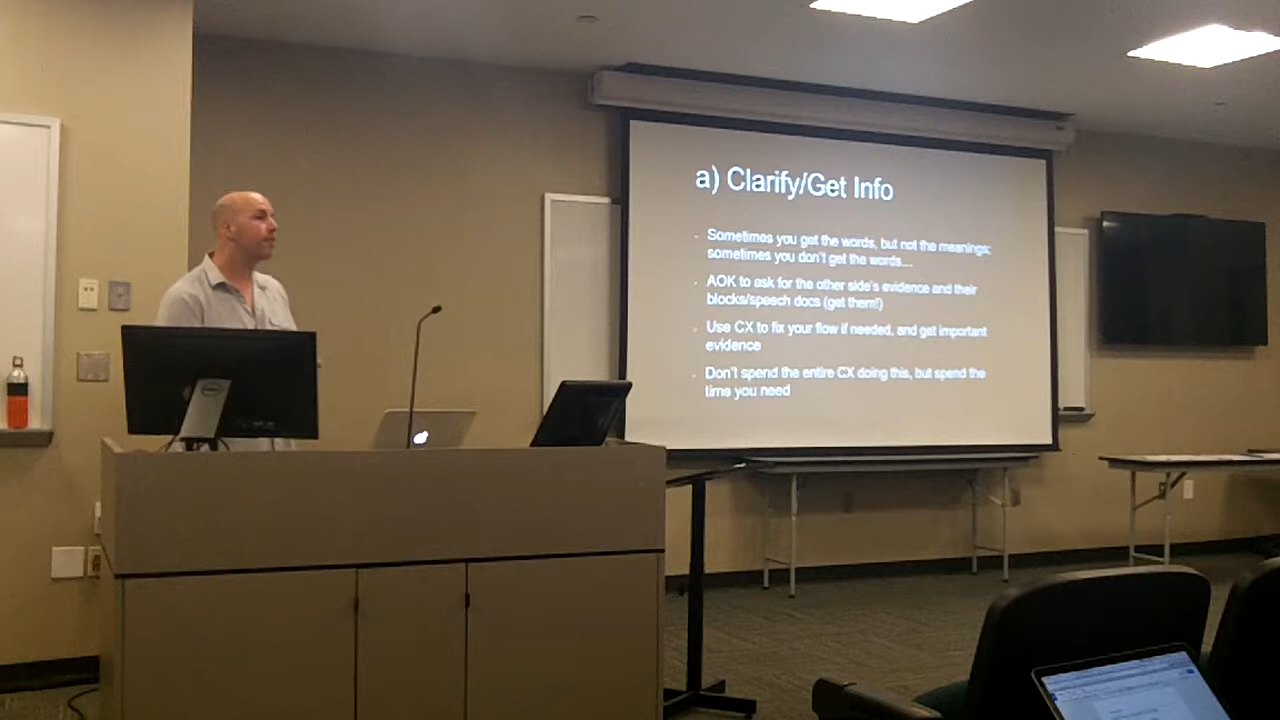 a) Clarify/Get Info
Sometimes you get the words, but not the meanings;
sometimes you don't get the words…
AOK to ask for the other side's evidence and their
blocks/speech docs (get them!)
Use CX to fix your flow if needed, and get important
evidence
Don't spend the entire CX doing this, but spend the
time you need
DELL